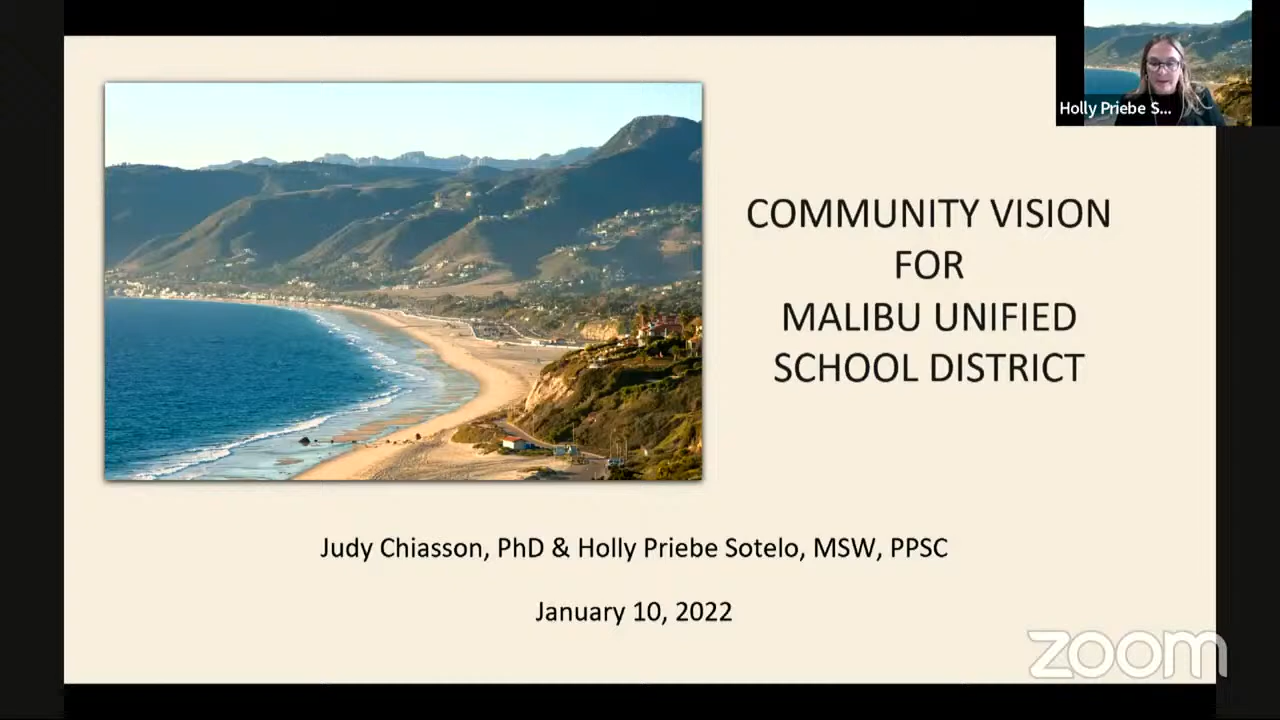 Holly Priebe S...
COMMUNITY VISION
FOR
MALIBU UNIFIED
SCHOOL DISTRICT
Judy Chiasson, PhD & Holly Priebe Sotelo, MSW, PPSC
January 10, 2022
zoom